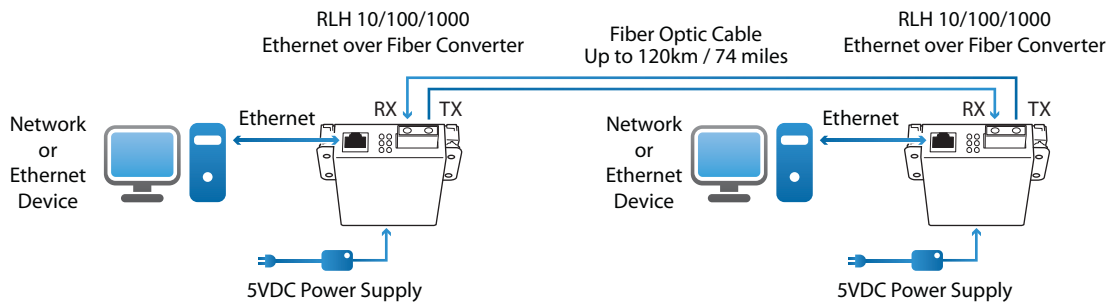 RLH 10/100/1000
Ethernet over Fiber Converter
Fiber Optic Cable
Up to 120km / 74 miles
RLH 10/100/1000
Ethernet over Fiber Converter
RX
TX
RX
TX
Network
or
Ethernet
Device
Ethernet
Network
or
Ethernet
Device
Ethernet
5VDC Power Supply
5VDC Power Supply